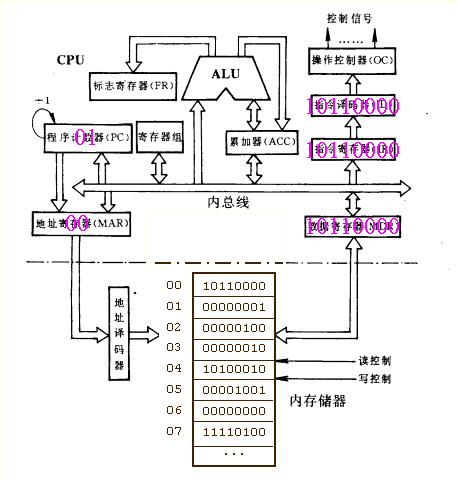 控制信号
……
操作控制器(OC)
CPU
ALU
标志寄存器(FR)
10110000
-1
程序计数器(PC)
01
寄存器组
累加器(ACC)
10110000
内总线
地址寄存器(MAR)
00
10110000
地址译码器
00 10110000
01 00000001
02 00000100
03 00000010
04 10100010
05 00001001
06 00000000
07 11110100
...
读控制
写控制
内存储器